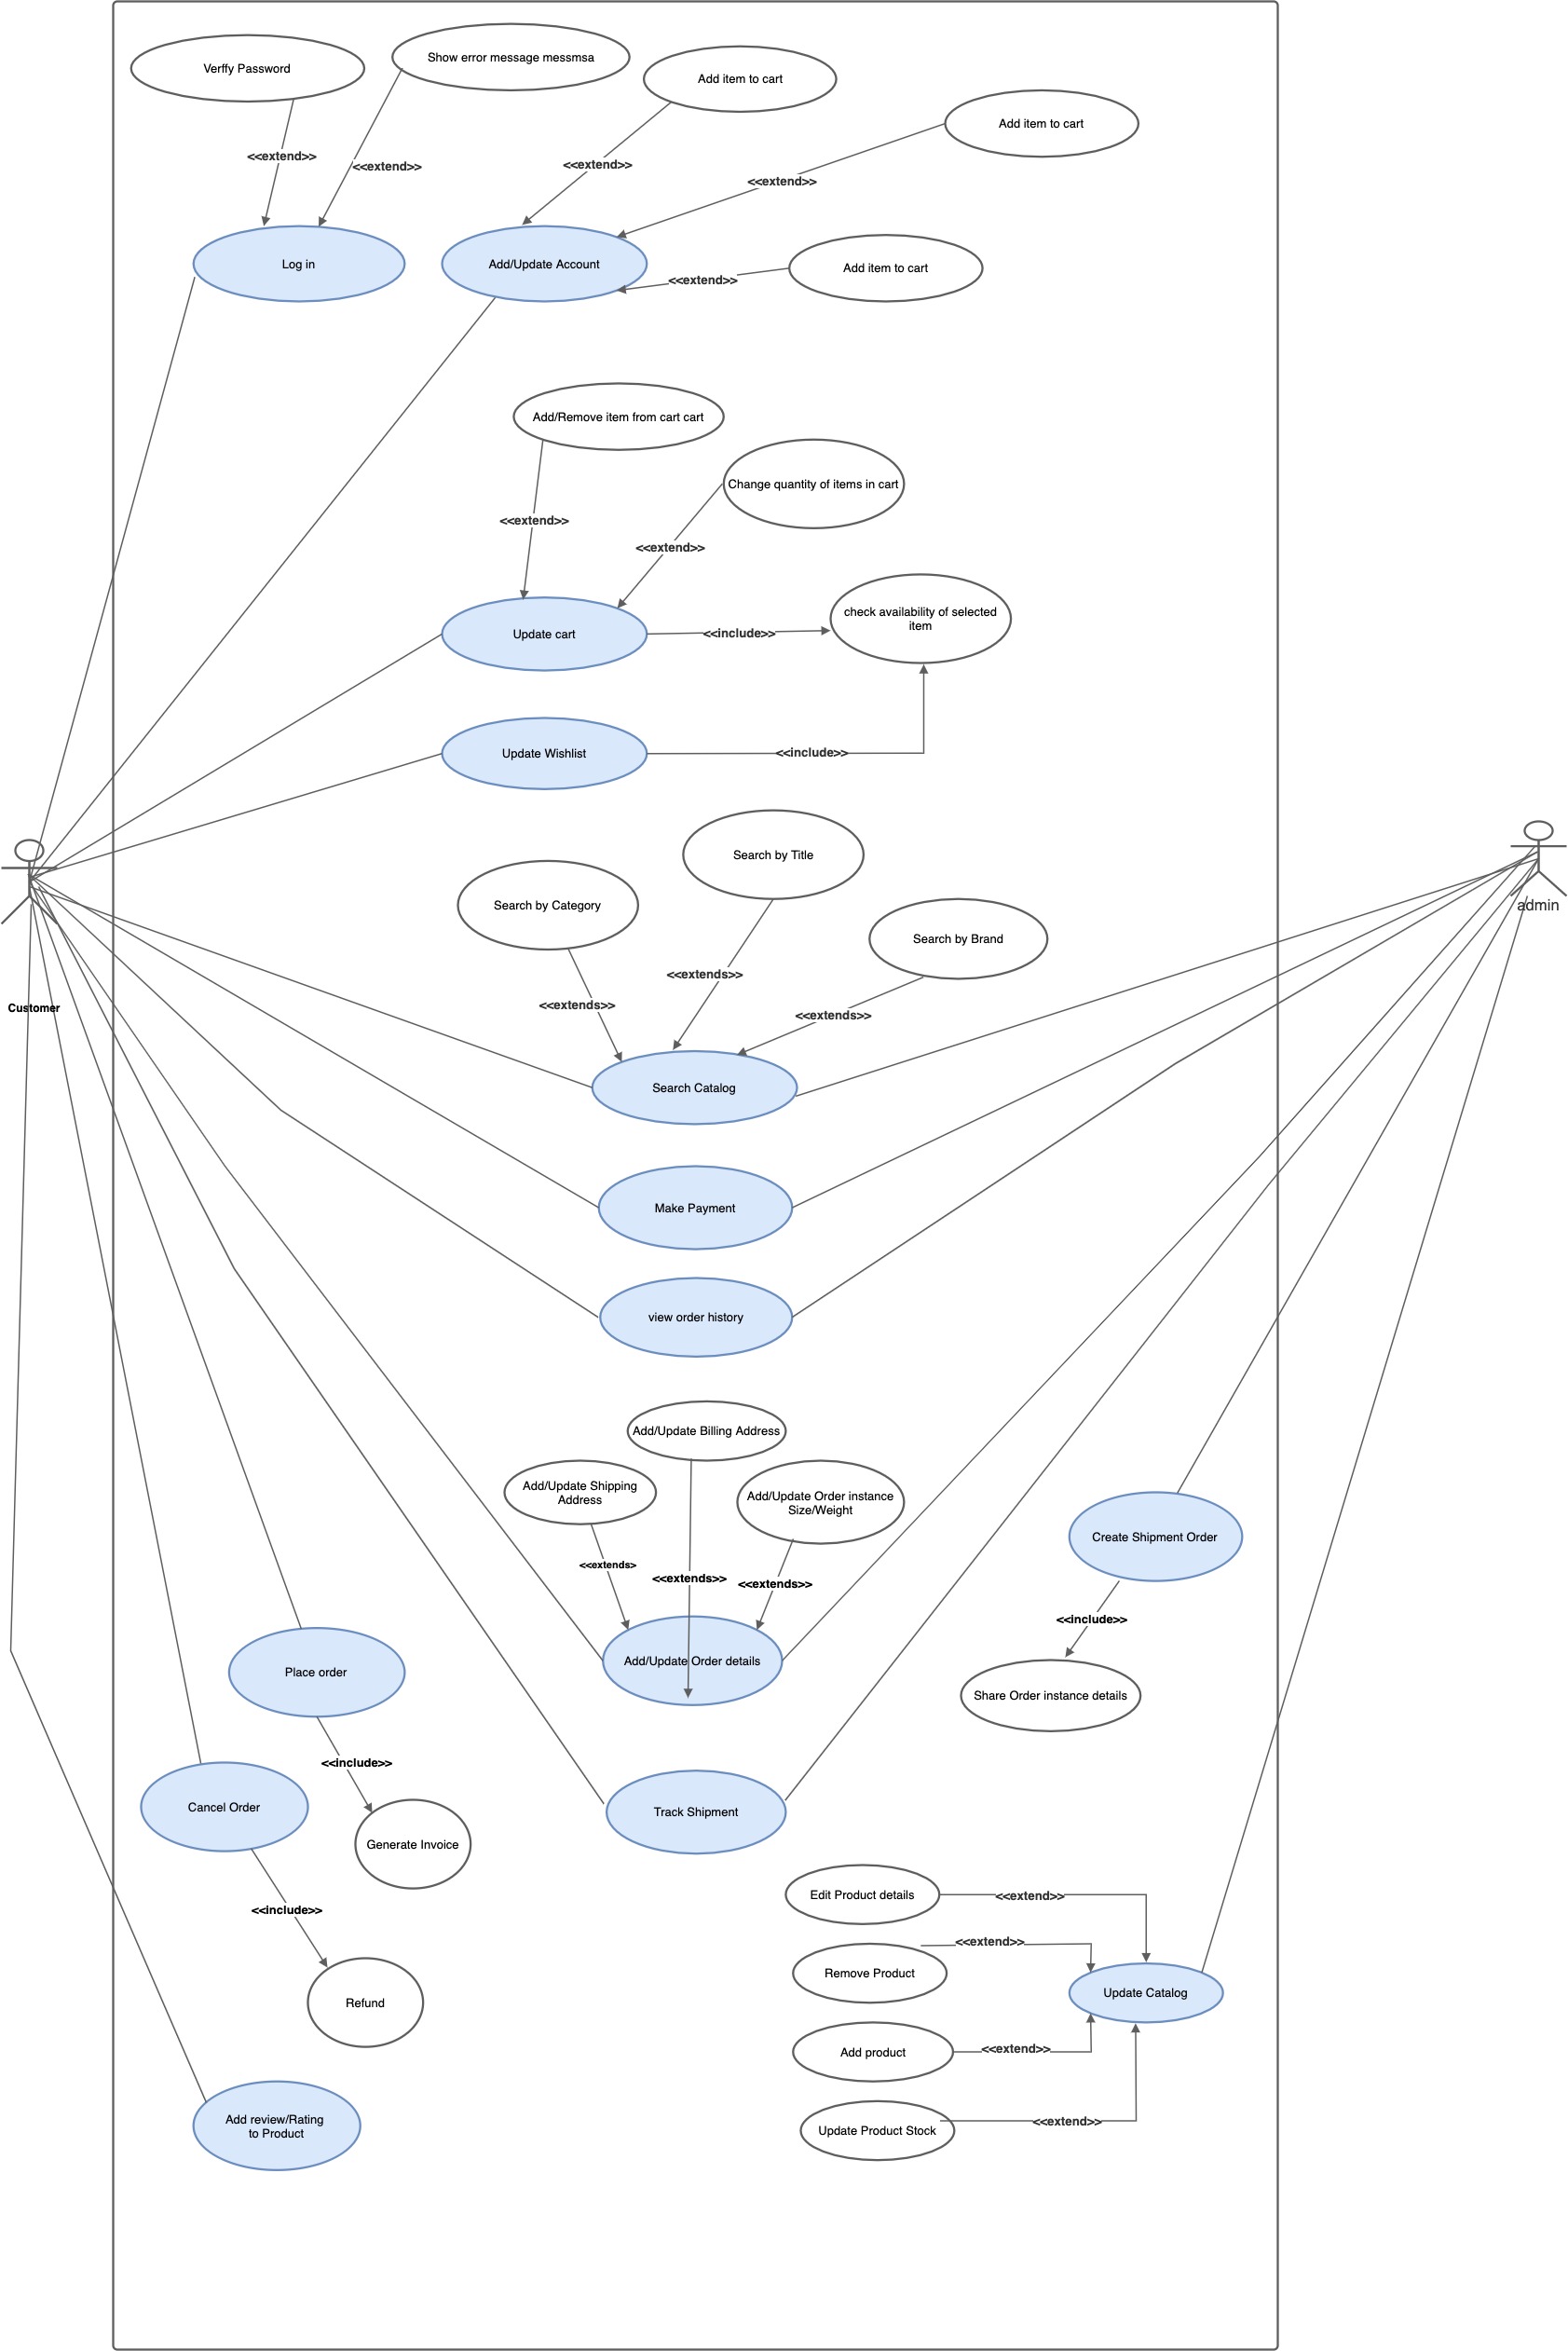 Verffy Password
Show error message messmsa
Add item to cart
Add item to cart
<<extend>>
<<extend>>
<<extend>>
<<extend>>
Log in
Add/Update Account
Add item to cart
<<extend>>
Add/Remove item from cart cart
Change quantity of items in cart
<<extend>>
<<extend>>
check availability of selected
item
Update cart
<<include>>
Update Wishlist
<<include>>
Search by Title
Search by Category
admin
Search by Brand
<<extends>>
Customer
<<extends>>
<<extends>>
Search Catalog
Make Payment
view order history
Add/Update Billing Address
Add/Update Shipping
Address
Add/Update Order instance
Size/Weight
Create Shipment Order
<<extends>
<<extends>>
<<extends>>
<<include>>
Add/Update Order details
Place order
Share Order instance details
<<include>>
Cancel Order
Track Shipment
Generate Invoice
Edit Product details
<<extend>>
<<include>>
<<extend>>
Remove Product
Update Catalog
Refund
Add product
<<extend>>
Add review/Rating
to Product
<<extend>>
Update Product Stock